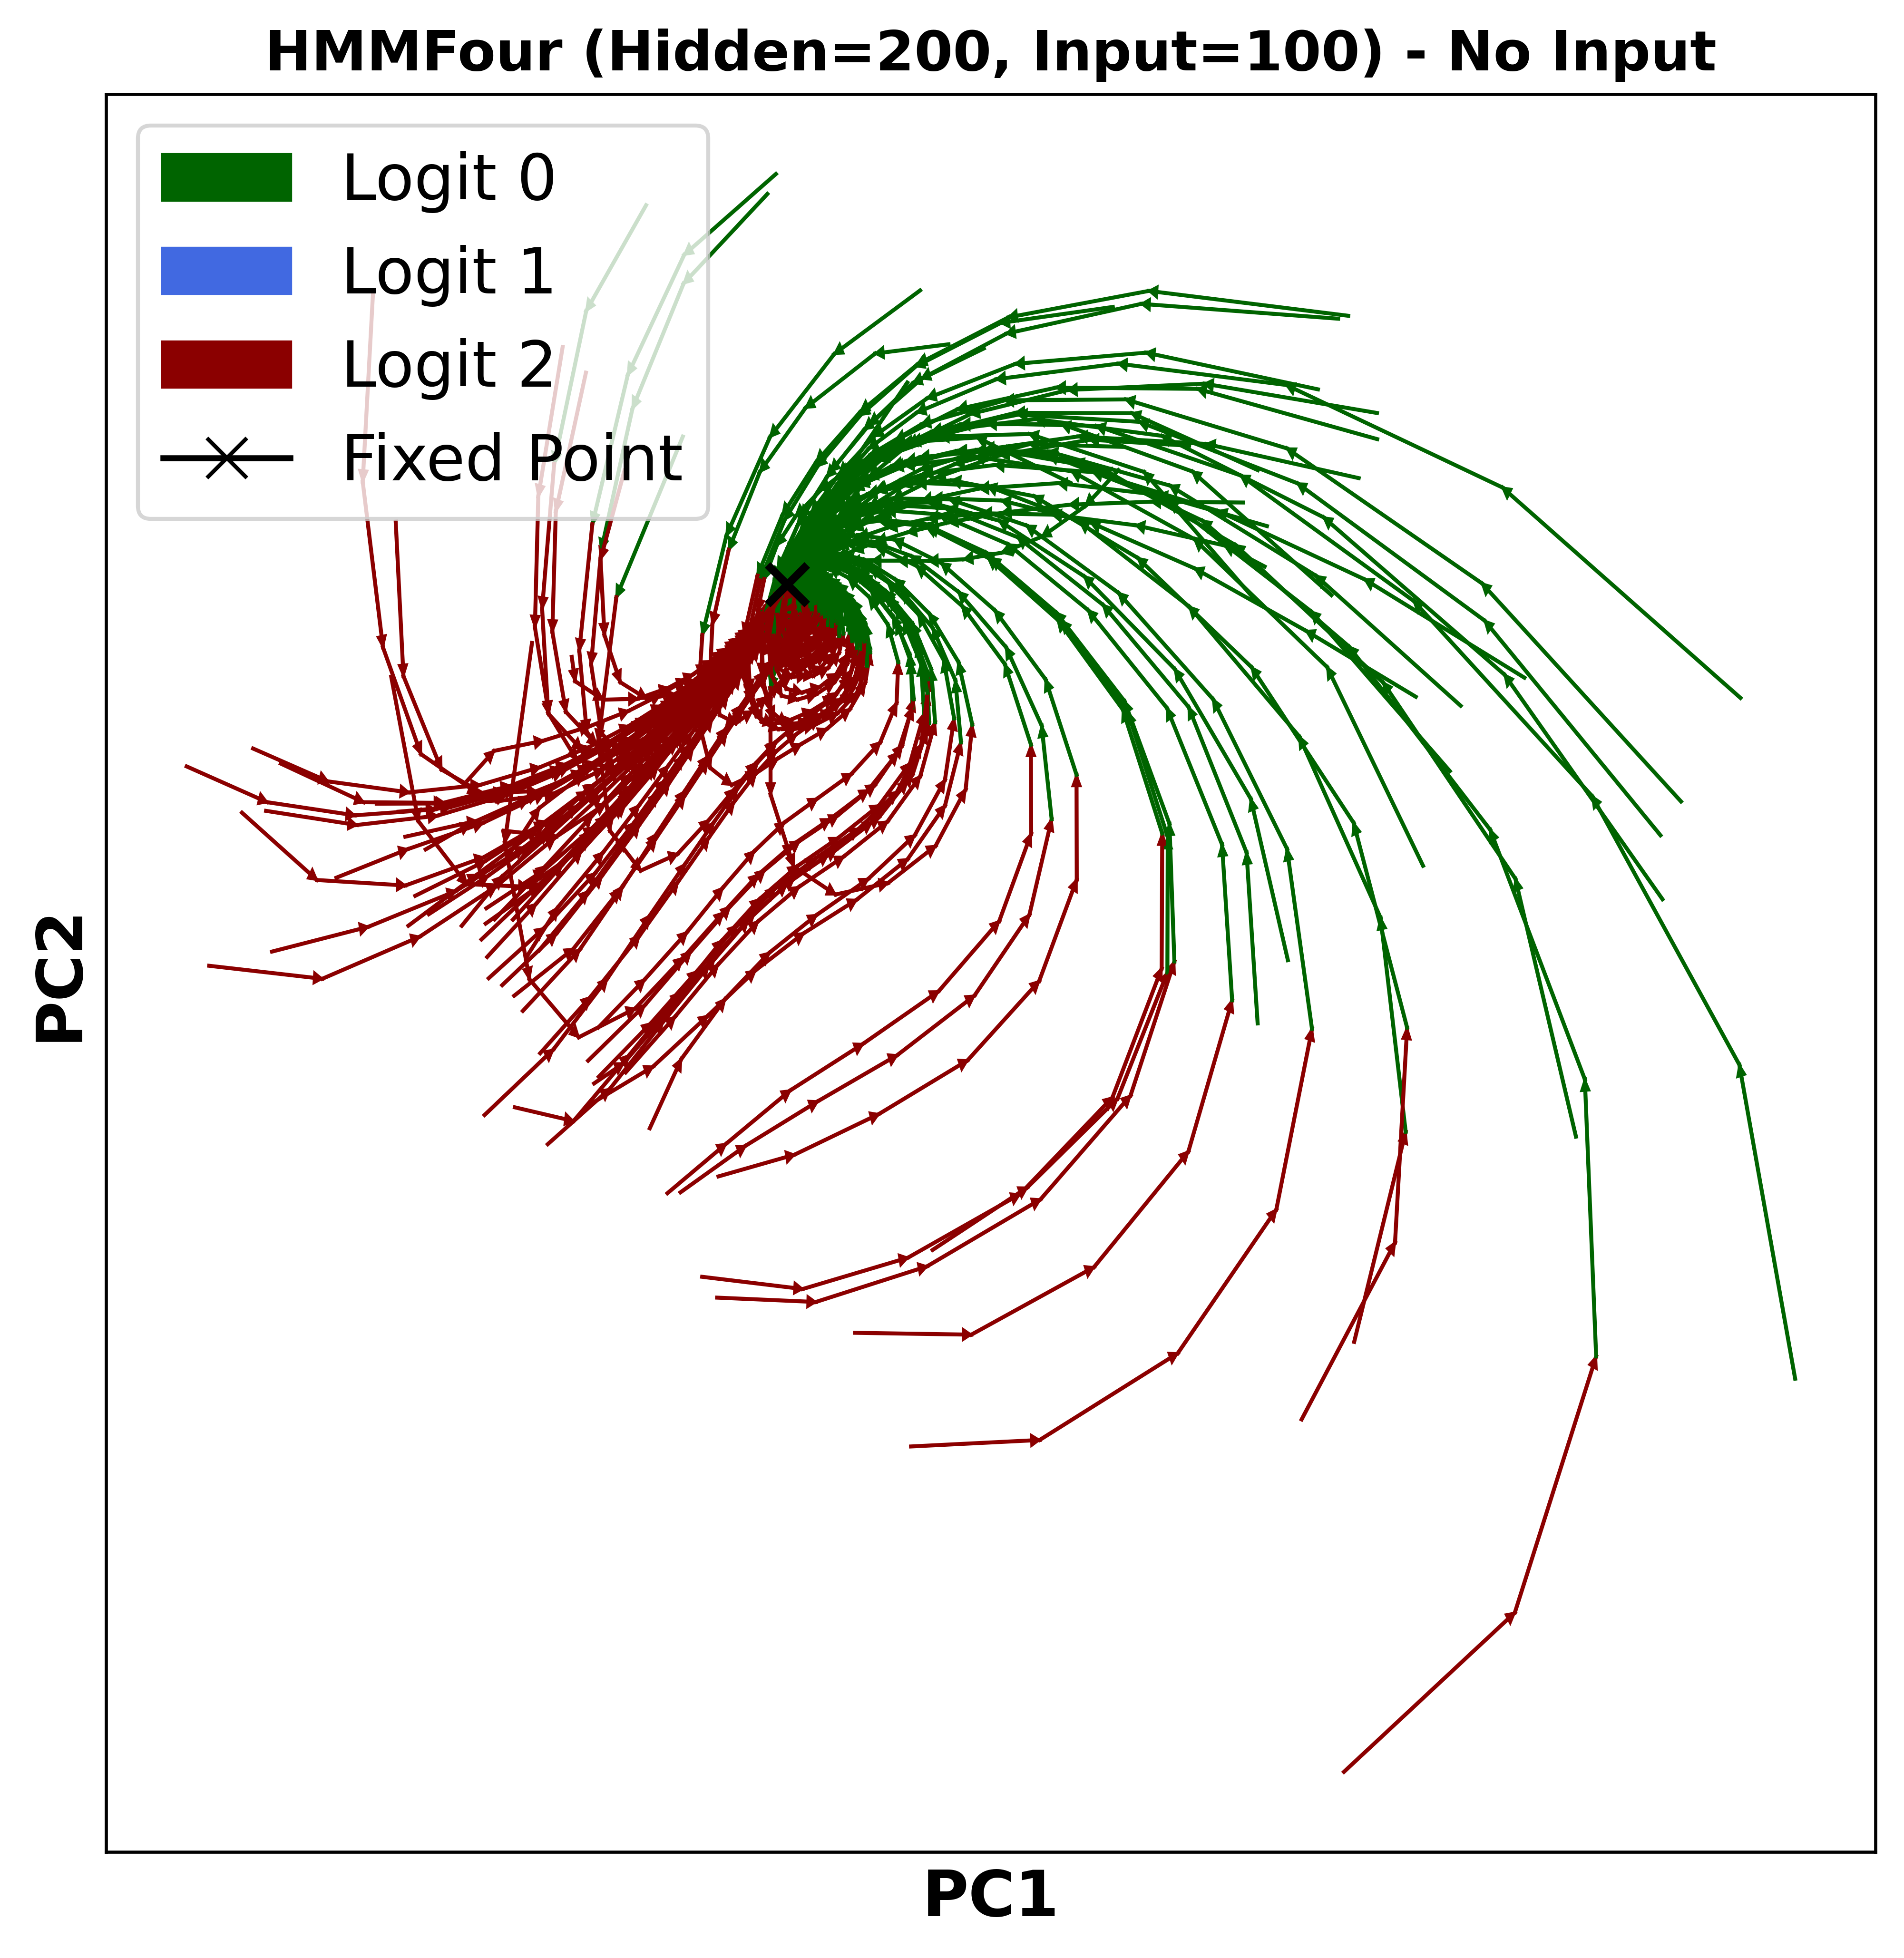 HMMFour (Hidden=200, Input=100) - No Input
Logit 0
Logit 1
Logit 2
Fixed Point
PC2
PC1